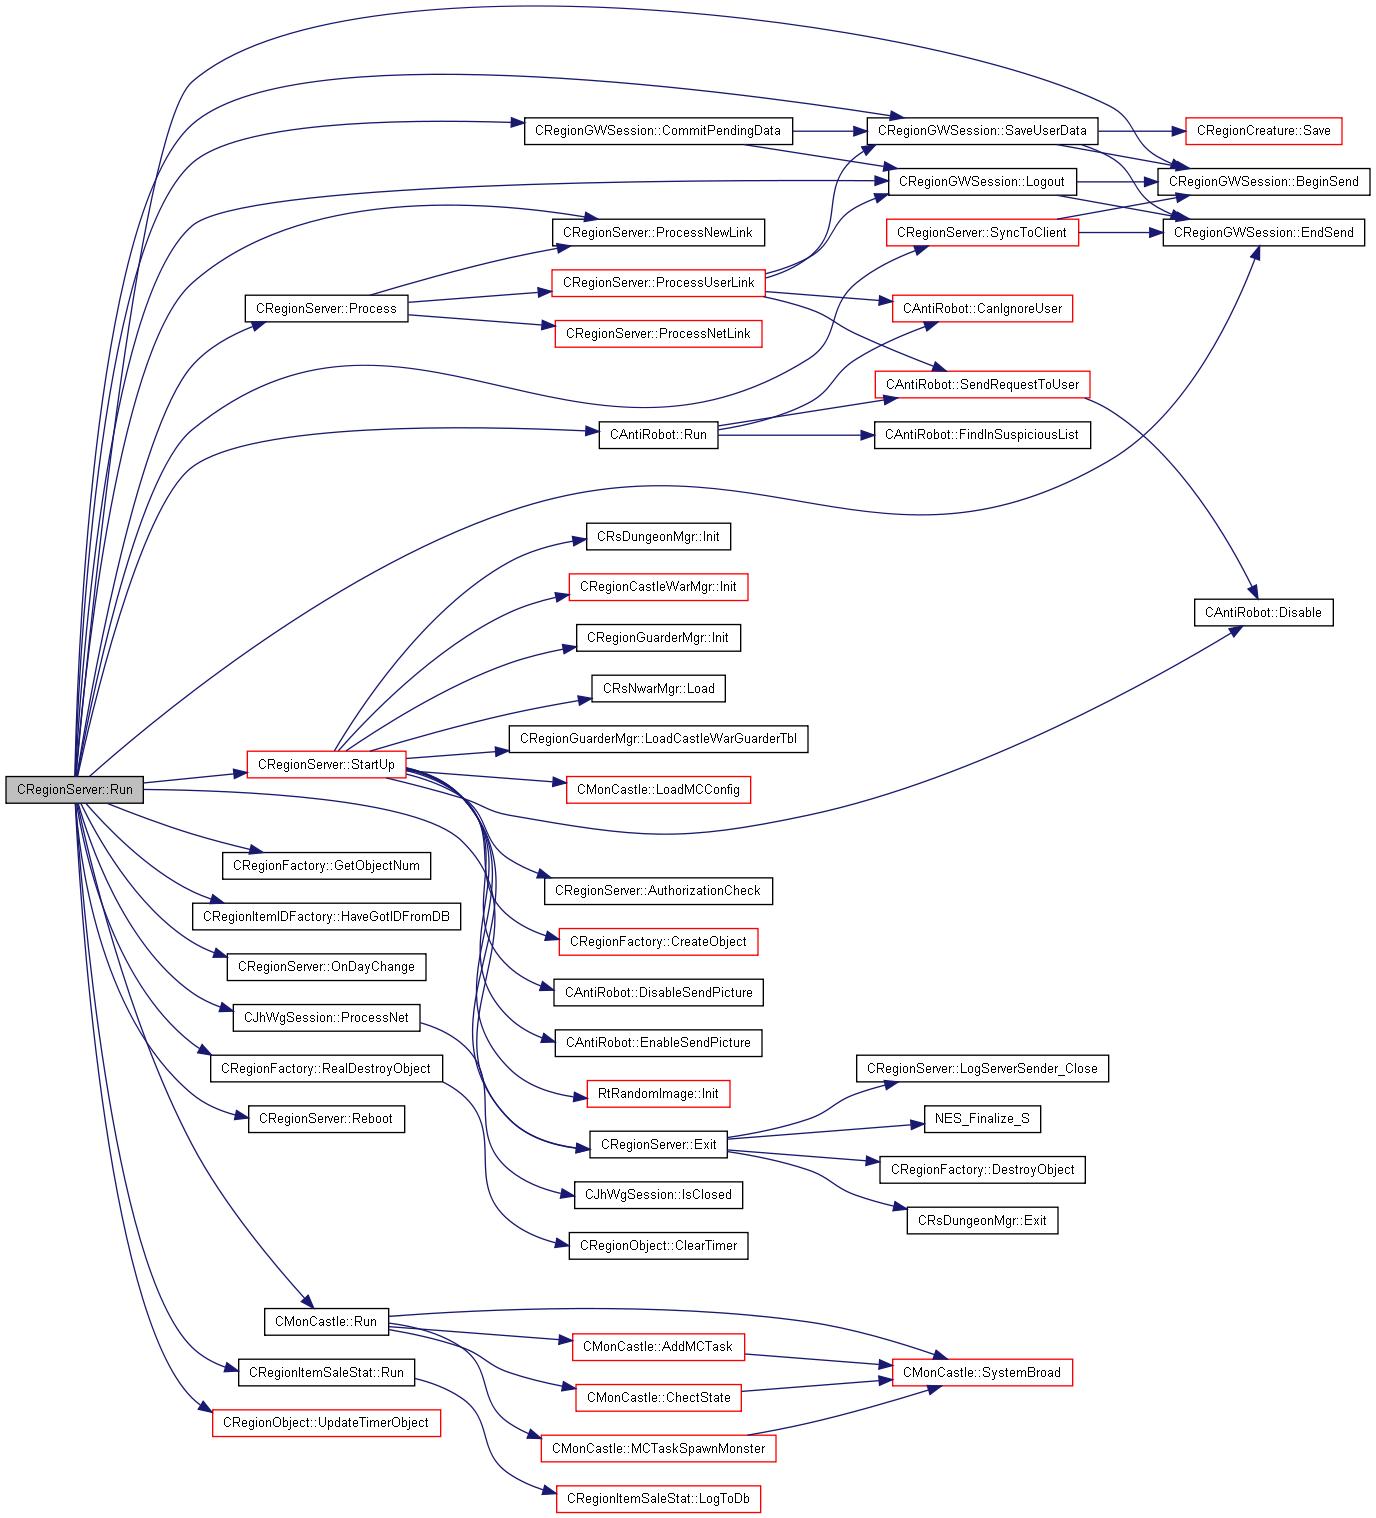 CRegionGWSession::CommitPendingData
CRegionGWSession::SaveUserData
CRegionCreature::Save
CRegionGWSession::Logout
CRegionGWSession::BeginSend
CRegionServer::ProcessNewLink
CRegionServer::SyncToClient
CRegionGWSession::EndSend
CRegionServer::Process
CRegionServer::ProcessUserLink
CAntiRobot::CanIgnoreUser
CRegionServer::ProcessNetLink
CAntiRobot::SendRequestToUser
CAntiRobot::Run
CAntiRobot::FindInSuspiciousList
CRsDungeonMgr::Init
CRegionCastleWarMgr::Init
CAntiRobot::Disable
CRegionGuarderMgr::Init
CRsNwarMgr::Load
CRegionGuarderMgr::LoadCastleWarGuarderTbl
CRegionServer::StartUp
CRegionServer::Run
CMonCastle::LoadMCConfig
CRegionFactory::GetObjectNum
CRegionServer::AuthorizationCheck
CRegionItemIDFactory::HaveGotIDFromDB
CRegionFactory::CreateObject
CRegionServer::OnDayChange
CAntiRobot::DisableSendPicture
CJhWgSession::ProcessNet
CAntiRobot::EnableSendPicture
CRegionFactory::RealDestroyObject
CRegionServer::LogServerSender_Close
RtRandomImage::Init
CRegionServer::Reboot
NES_Finalize_S
CRegionServer::Exit
CRegionFactory::DestroyObject
CJhWgSession::IsClosed
CRsDungeonMgr::Exit
CRegionObject::ClearTimer
CMonCastle::Run
CMonCastle::AddMCTask
CRegionItemSaleStat::Run
CMonCastle::SystemBroad
CMonCastle::ChectState
CRegionObject::UpdateTimerObject
CMonCastle::MCTaskSpawnMonster
CRegionItemSaleStat::LogToDb